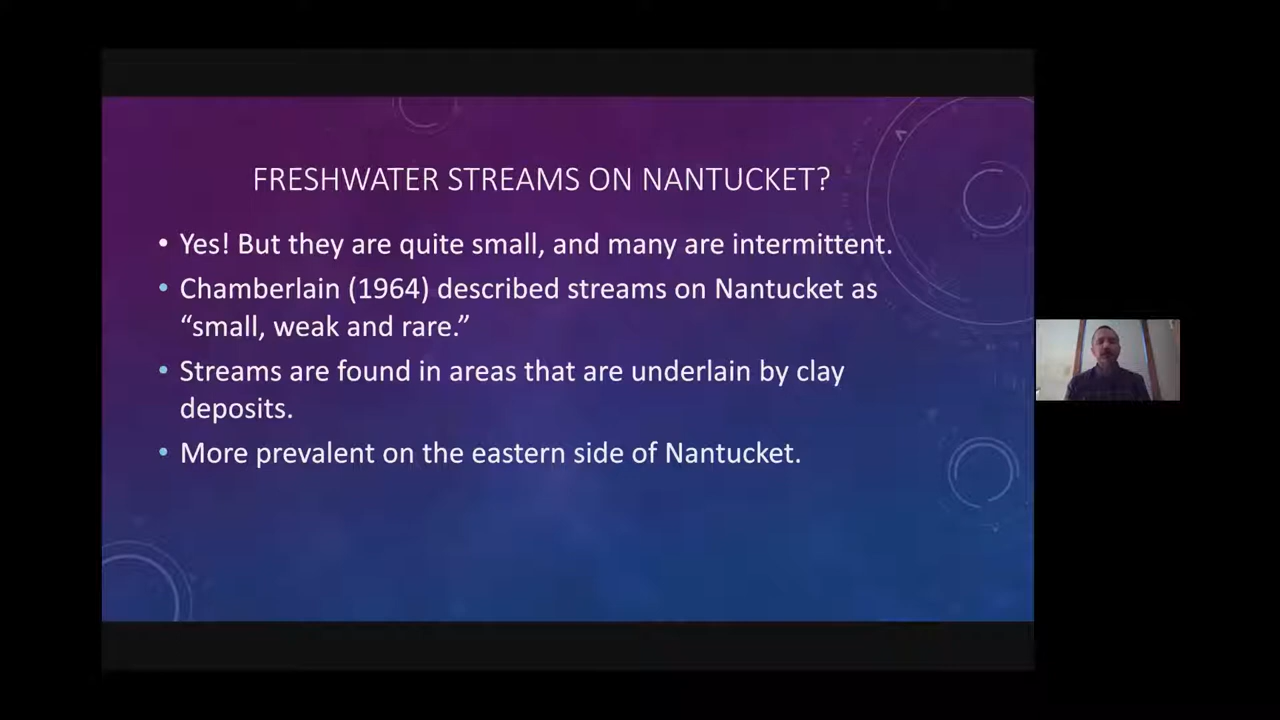 FRESHWATER STREAMS ON NANTUCKET?
• Yes! But they are quite small, and many are intermittent.
• Chamberlain (1964) described streams on Nantucket as
“small, weak and rare.”
• Streams are found in areas that are underlain by clay
deposits.
• More prevalent on the eastern side of Nantucket.